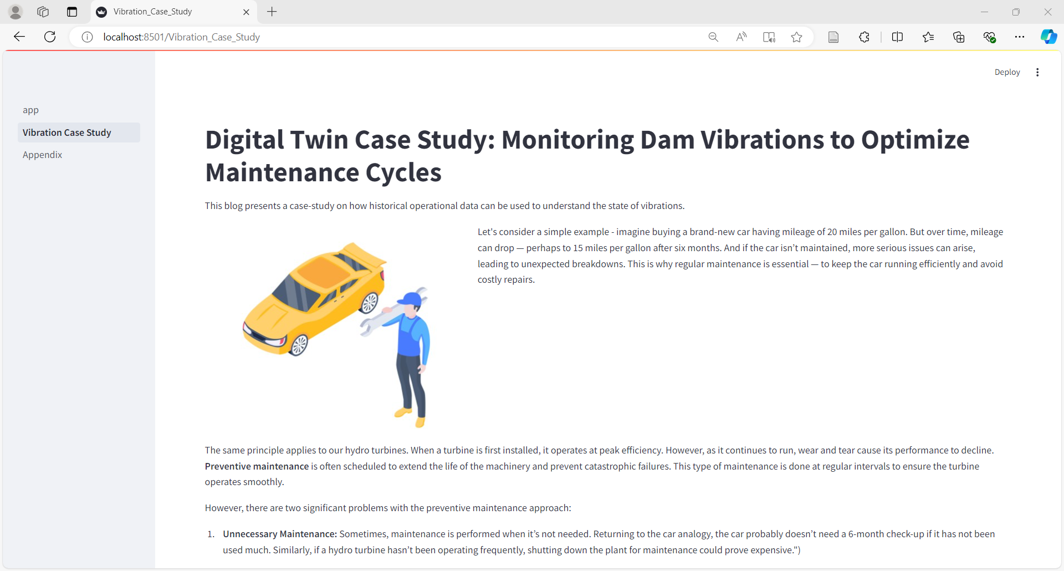 Vibration_Case_Study
localhost:8501/Vibration_Case_Study
Deploy
app
Vibration Case Study
Appendix
Digital Twin Case Study: Monitoring Dam Vibrations to Optimize
Maintenance Cycles
This blog presents a case-study on how historical operational data can be used to understand the state of vibrations.
Let's consider a simple example - imagine buying a brand-new car having mileage of 20 miles per gallon. But over time, mileage
can drop — perhaps to 15 miles per gallon after six months. And if the car isn't maintained, more serious issues can arise,
leading to unexpected breakdowns. This is why regular maintenance is essential — to keep the car running efficiently and avoid
costly repairs.
The same principle applies to our hydro turbines. When a turbine is first installed, it operates at peak efficiency. However, as it continues to run, wear and tear cause its performance to decline.
Preventive maintenance is often scheduled to extend the life of the machinery and prevent catastrophic failures. This type of maintenance is done at regular intervals to ensure the turbine
operates smoothly.
However, there are two significant problems with the preventive maintenance approach:
1. Unnecessary Maintenance: Sometimes, maintenance is performed when it's not needed. Returning to the car analogy, the car probably doesn't need a 6-month check-up if it has not been
used much. Similarly, if a hydro turbine hasn't been operating frequently, shutting down the plant for maintenance could prove expensive.")